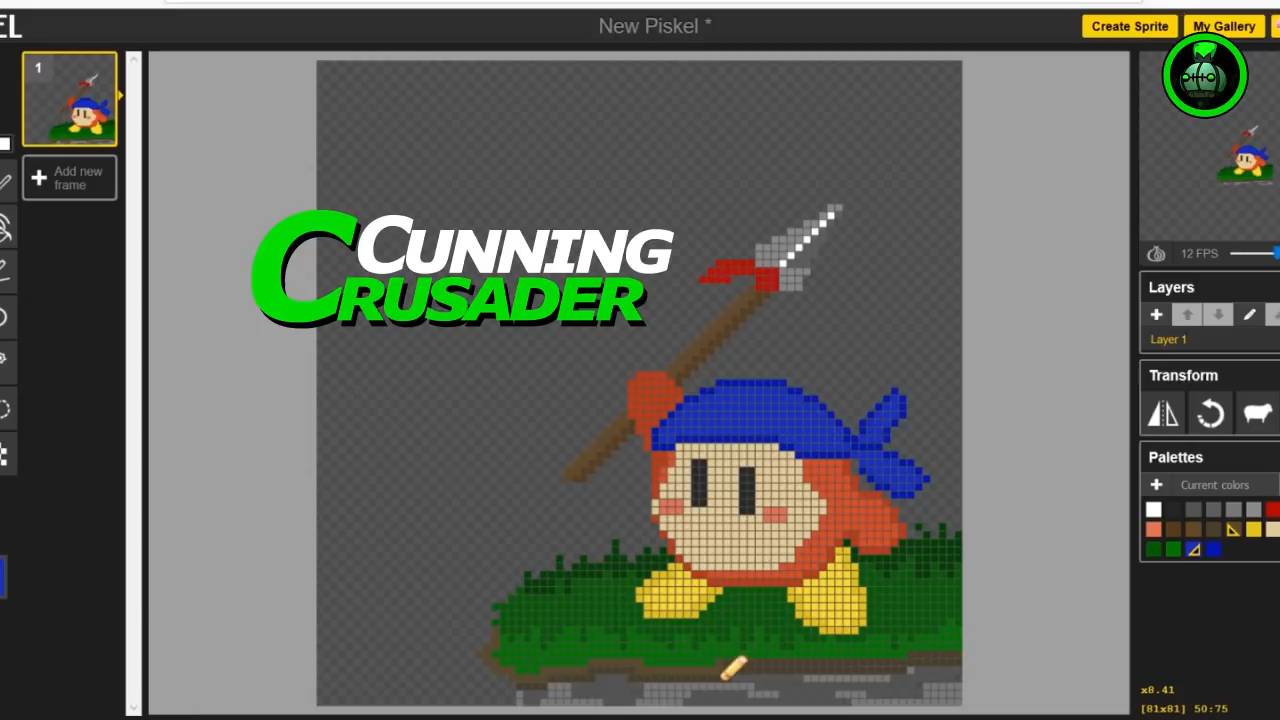 EL
New Piskel *
Create Sprite
My Gallery
1
Add new
frame
CUNNING
CRUSADER
12 FPS
Layers
Layer 1
Transform
Palettes
Current colors
x8.41
[81x81] 50:75